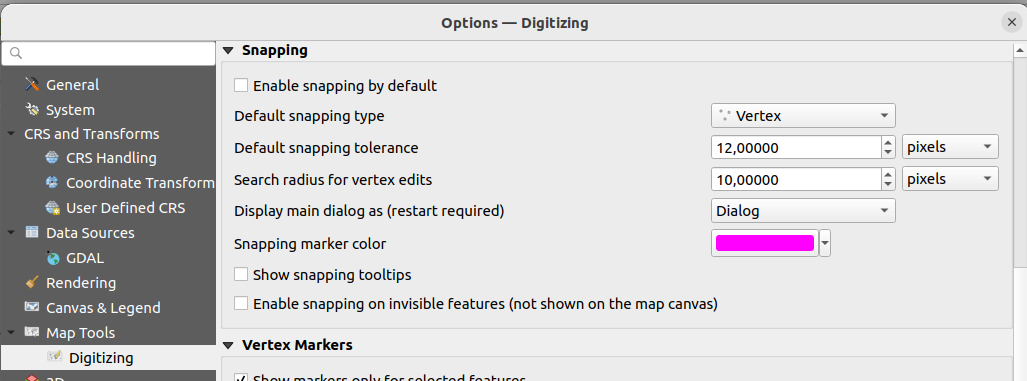 Options — Digitizing
General
System
CRS and Transforms
CRS Handling
Coordinate Transform
User Defined CRS
Data Sources
GDAL
Rendering
Canvas & Legend
Map Tools
Digitizing
3D
Snapping
Enable snapping by default
Default snapping type Vertex
Default snapping tolerance 12,00000 pixels
Search radius for vertex edits 10,00000 pixels
Display main dialog as (restart required) Dialog
Snapping marker color
Show snapping tooltips
Enable snapping on invisible features (not shown on the map canvas)
Vertex Markers
Show markers only for selected features